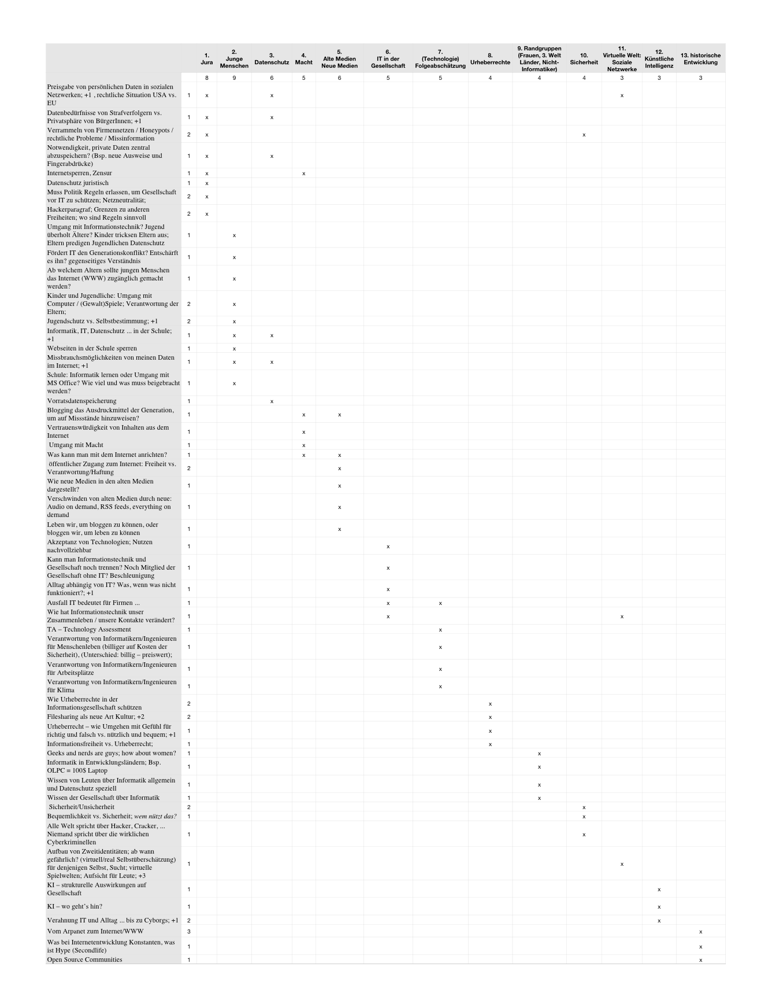 1. Jura 2. Junge Menschen 3. Datenschutz 4. Macht 5. Alte Medien Neue Medien 6. IT in der Gesellschaft 7. (Technologie) Folgeabschätzung 8. Urheberrechte 9. Randgruppen (Frauen, 3. Welt Länder, Nicht-Informatiker) 10. Sicherheit 11. Virtuelle Welt: Soziale Netzwerke 12. Künstliche Intelligenz 13. historische Entwicklung
8 9 6 5 6 5 5 4 4 4 3 3 3
Preisgabe von persönlichen Daten in sozialen
Netzwerken; +1 , rechtliche Situation USA vs. 1 x x x
EU
Datenbedürfnisse von Strafverfolgern vs.
Privatsphäre von BürgerInnen; +1 1 x x
Verrammeln von Firmennetzen / Honeypots /
rechtliche Probleme / Missinformation 2 x x
Notwendigkeit, private Daten zentral
abzuspeichern? (Bsp. neue Ausweise und 1 x x
Fingerabdrücke)
Internetsperren, Zensur 1 x x
Datenschutz juristisch 1 x
Muss Politik Regeln erlassen, um Gesellschaft
vor IT zu schützen; Netzneutralität; 2 x
Hackerparagraf; Grenzen zu anderen
Freiheiten; wo sind Regeln sinnvoll 2 x
Umgang mit Informationstechnik? Jugend
überholt Ältere? Kinder tricksen Eltern aus; 1 x
Eltern predigen Jugendlichen Datenschutz
Fördert IT den Generationskonflikt? Entschärft
es ihn? gegenseitiges Verständnis 1 x
Ab welchem Altern sollte jungen Menschen
das Internet (WWW) zugänglich gemacht 1 x
werden?
Kinder und Jugendliche: Umgang mit
Computer / (Gewalt)Spiele; Verantwortung der 2 x
Eltern;
Jugendschutz vs. Selbstbestimmung; +1 2 x
Informatik, IT, Datenschutz ... in der Schule;
+1 1 x x
Webseiten in der Schule sperren 1 x
Missbrauchsmöglichkeiten von meinen Daten
im Internet; +1 1 x x
Schule: Informatik lernen oder Umgang mit
MS Office? Wie viel und was muss beigebracht 1 x
werden?
Vorratsdatenspeicherung 1 x
Blogging das Ausdruckmittel der Generation,
um auf Missstände hinzuweisen? 1 x x
Vertrauenswürdigkeit von Inhalten aus dem
Internet 1 x
Umgang mit Macht 1 x
Was kann man mit dem Internet anrichten? 1 x x
öffentlicher Zugang zum Internet: Freiheit vs.
Verantwortung/Haftung 2 x
Wie neue Medien in den alten Medien
dargestellt? 1 x
Verschwinden von alten Medien durch neue:
Audio on demand, RSS feeds, everything on 1 x
demand
Leben wir, um bloggen zu können, oder
bloggen wir, um leben zu können 1 x
Akzeptanz von Technologien; Nutzen
nachvollziehbar 1 x
Kann man Informationstechnik und
Gesellschaft noch trennen? Noch Mitglied der 1 x
Gesellschaft ohne IT? Beschleunigung
Alltag abhängig von IT? Was, wenn was nicht
funktioniert?; +1 1 x
Ausfall IT bedeutet für Firmen ... 1 x x
Wie hat Informationstechnik unser
Zusammenleben / unsere Kontakte verändert? 1 x x
TA – Technology Assessment 1 x
Verantwortung von Informatikern/Ingenieuren
für Menschenleben (billiger auf Kosten der 1 x
Sicherheit), (Unterschied: billig – preiswert);
Verantwortung von Informatikern/Ingenieuren
für Arbeitsplätze 1 x
Verantwortung von Informatikern/Ingenieuren
für Klima 1 x
Wie Urheberrechte in der
Informationsgesellschaft schützen 2 x
Filesharing als neue Art Kultur; +2 2 x
Urheberrecht – wie Umgehen mit Gefühl für
richtig und falsch vs. nützlich und bequem; +1 1 x
Informationsfreiheit vs. Urheberrecht; 1 x
Geeks and nerds are guys; how about women? 1 x
Informatik in Entwicklungsländern; Bsp.
OLPC = 100$ Laptop 1 x
Wissen von Leuten über Informatik allgemein
und Datenschutz speziell 1 x
Wissen der Gesellschaft über Informatik 1 x
Sicherheit/Unsicherheit 2 x
Bequemlichkeit vs. Sicherheit; wem nützt das? 1 x
Alle Welt spricht über Hacker, Cracker, ...
Niemand spricht über die wirklichen 1 x
Cyberkriminellen
Aufbau von Zweitidentitäten; ab wann
gefährlich? (virtuell/real Selbstüberschätzung)
für denjenigen Selbst, Sucht; virtuelle 1 x
Spielwelten; Aufsicht für Leute; +3
KI – strukturelle Auswirkungen auf
Gesellschaft 1 x
KI – wo geht's hin? 1 x
Verahnung IT und Alltag ... bis zu Cyborgs; +1 2 x
Vom Arpanet zum Internet/WWW 3 x
Was bei Internetentwicklung Konstanten, was
ist Hype (Secondlife) 1 x
Open Source Communities 1 x